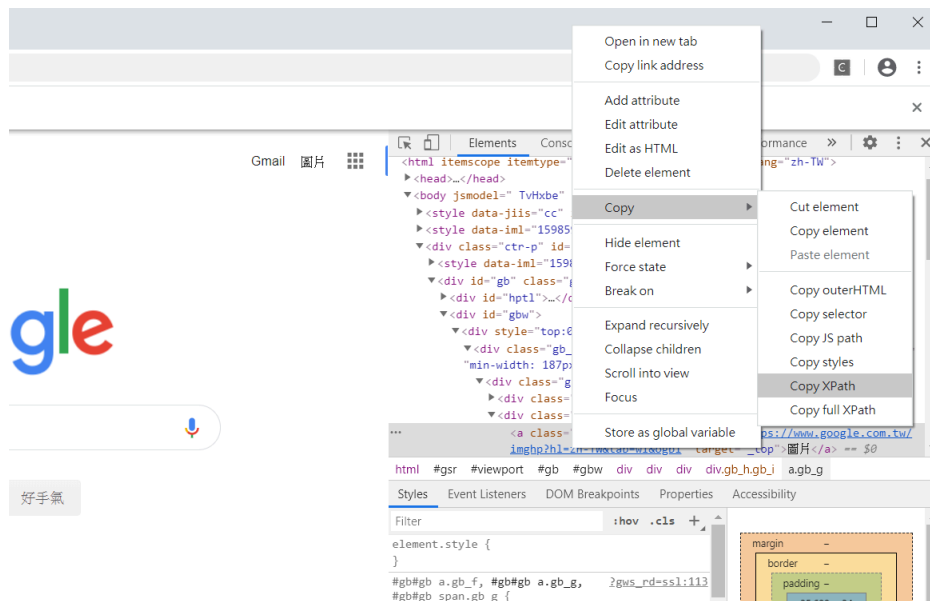 Gmail 圖片
gle
好手氣
Open in new tab
Copy link address
Add attribute
Edit attribute
Edit as HTML
Delete element
Copy
Hide element
Force state
Break on
Expand recursively
Collapse children
Scroll into view
Focus
Store as global variable
Cut element
Copy element
Paste element
Copy outerHTML
Copy selector
Copy JS path
Copy styles
Copy XPath
Copy full XPath
Elements Conso ormance »
<html itemscope itemtype=" ang="zh-TW">
▶<head>…</head>
▼<body jsmodel=" TvHxbe"
▶<style data-jiis="cc"
▶<style data-iml="15985
▼<div class="ctr-p" id=
▶<style data-iml="1598
▼<div id="gb" class="g
▶<div id="hptl">…</d
▼<div id="gbw">
▼<div style="top:0
▼<div class="gb_
"min-width: 187px
▼<div class="g
▶<div class=
▼<div class=
<a class= ps://www.google.com.tw/
imghp?hl=zh-TW&tab=wi&ogbl" target="_top">圖片</a> == $0
html #gsr #viewport #gb #gbw div div div div.gb_h.gb_i a.gb_g
Styles Event Listeners DOM Breakpoints Properties Accessibility
Filter :hov .cls +
element.style {
}
#gb#gb a.gb_f, #gb#gb a.gb_g, ?gws_rd=ssl:113
#gb#gb span.gb_g {
margin –
border –
padding –